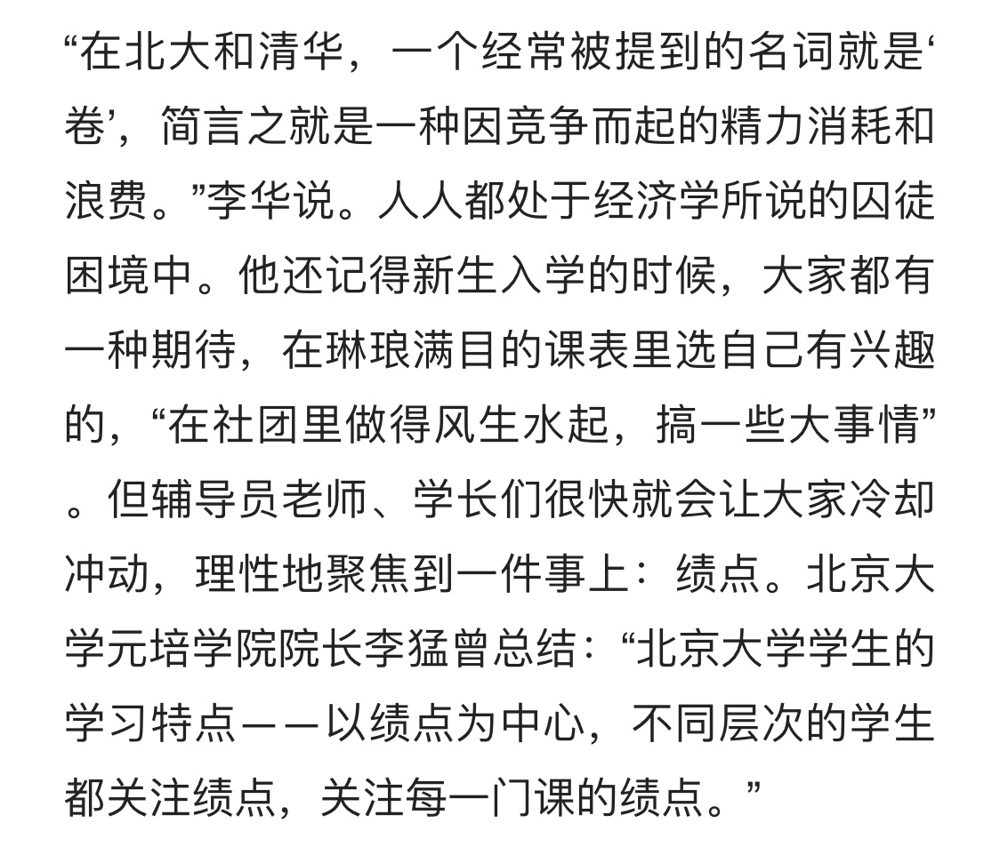 “在北大和清华，一个经常被提到的名词就是‘
卷’，简言之就是一种因竞争而起的精力消耗和
浪费。”李华说。人人都处于经济学所说的囚徒
困境中。他还记得新生入学的时候，大家都有
一种期待，在琳琅满目的课表里选自己有兴趣
的，“在社团里做得风生水起，搞一些大事情”
。但辅导员老师、学长们很快就会让大家冷却
冲动，理性地聚焦到一件事上：绩点。北京大
学元培学院院长李猛曾总结：“北京大学学生的
学习特点——以绩点为中心，不同层次的学生
都关注绩点，关注每一门课的绩点。”